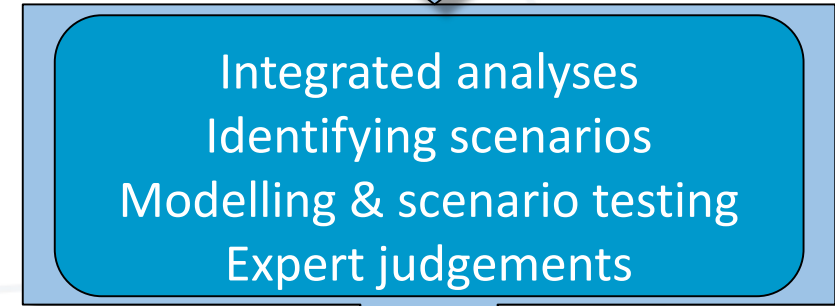 Integrated analyses
Identifying scenarios
Modelling & scenario testing
Expert judgements